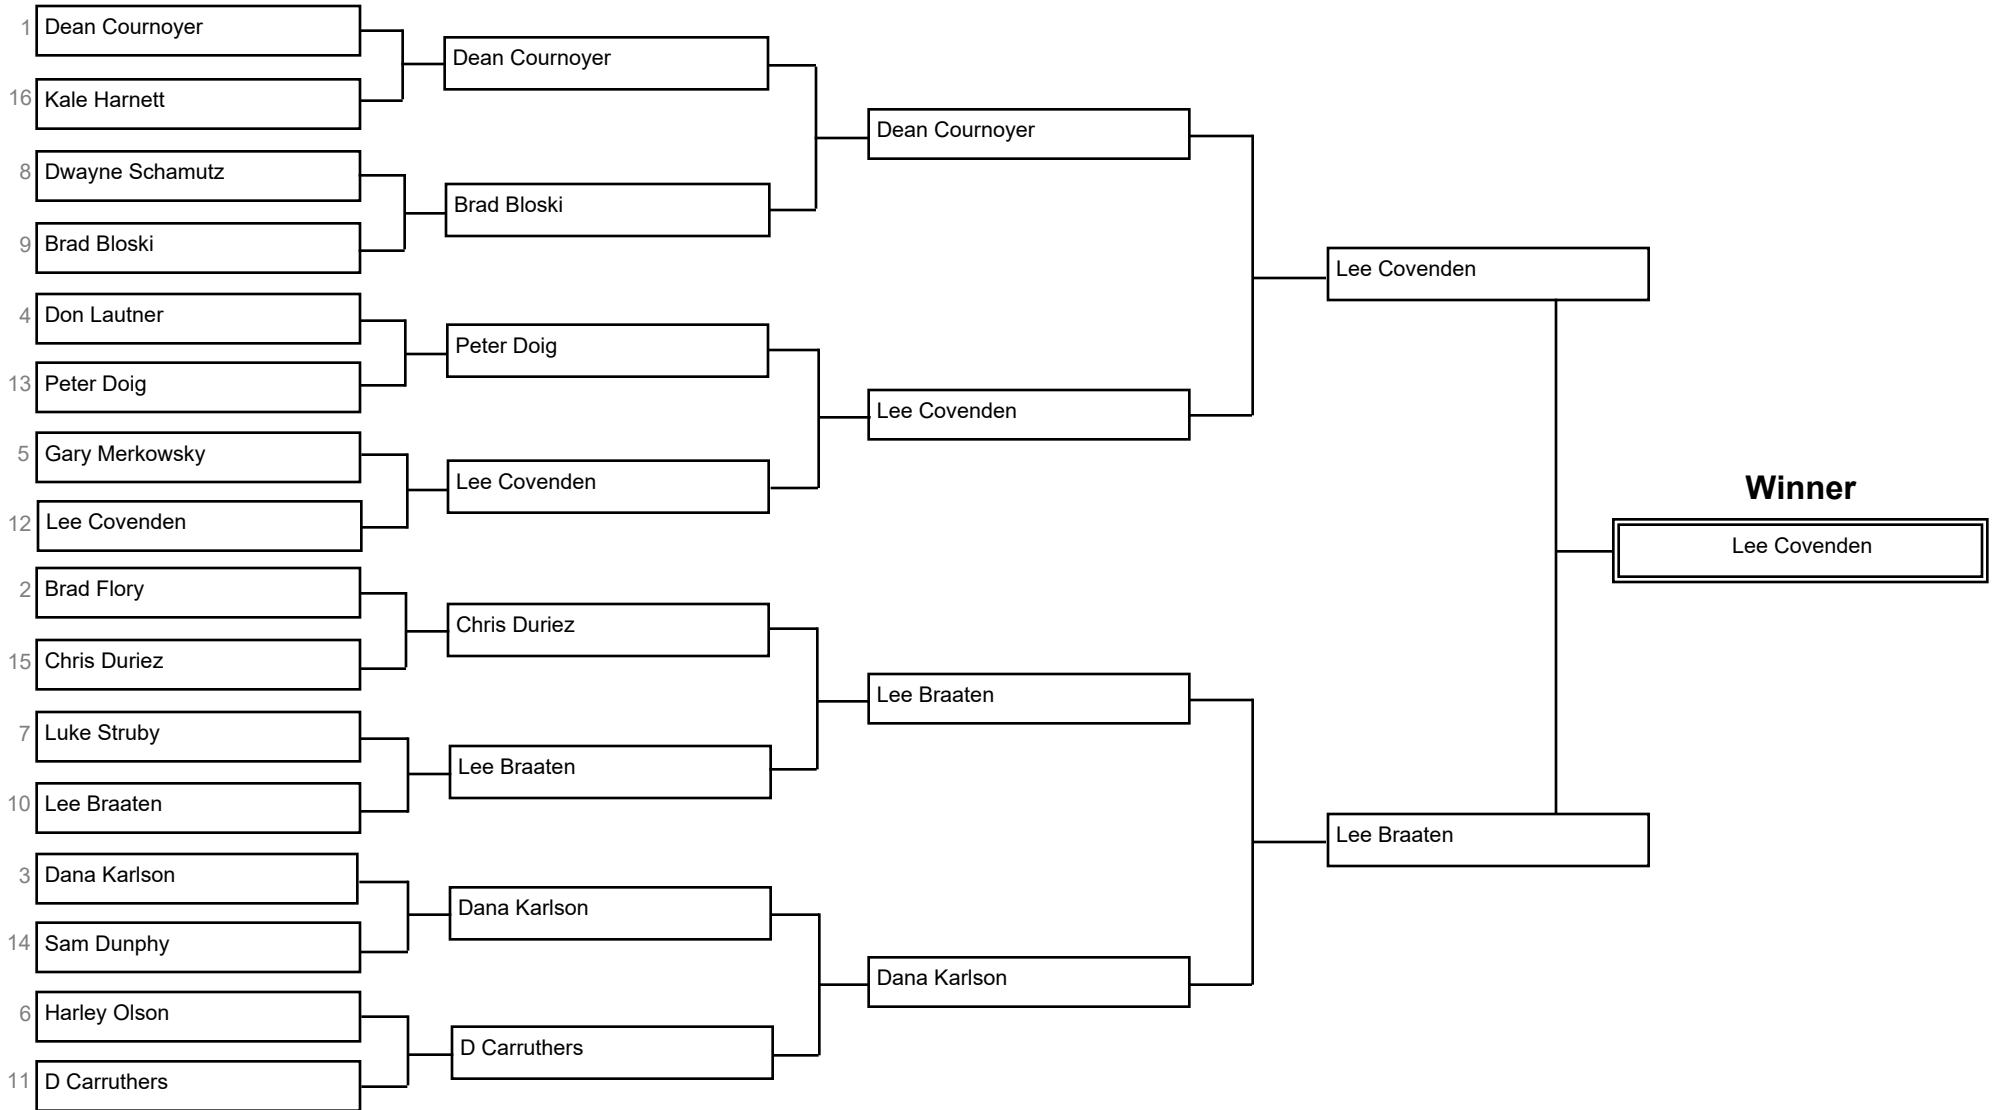 1 Dean Cournoyer
16 Kale Harnett
8 Dwayne Schamutz
9 Brad Bloski
4 Don Lautner
13 Peter Doig
5 Gary Merkowsky
12 Lee Covenden
2 Brad Flory
15 Chris Duriez
7 Luke Struby
10 Lee Braaten
3 Dana Karlson
14 Sam Dunphy
6 Harley Olson
11 D Carruthers
Dean Cournoyer
Brad Bloski
Peter Doig
Lee Covenden
Chris Duriez
Lee Braaten
Dana Karlson
D Carruthers
Dean Cournoyer
Lee Covenden
Lee Braaten
Dana Karlson
Lee Covenden
Lee Braaten
Winner
Lee Covenden